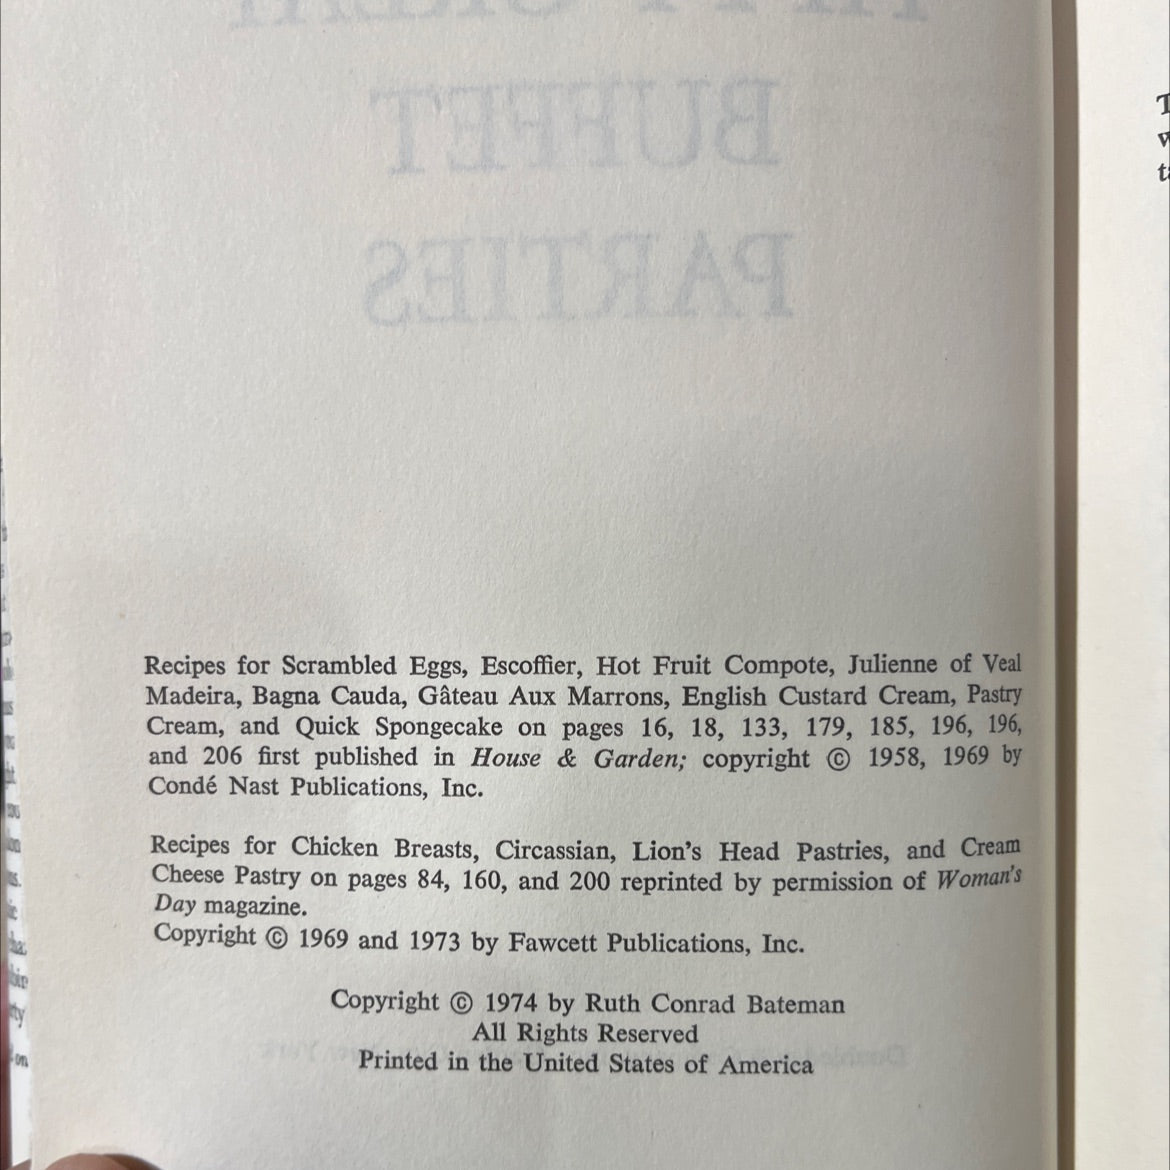 BUFFET
PARTIES
Recipes for Scrambled Eggs, Escoffier, Hot Fruit Compote, Julienne of Veal
Madeira, Bagna Cauda, Gâteau Aux Marrons, English Custard Cream, Pastry
Cream, and Quick Spongecake on pages 16, 18, 133, 179, 185, 196, 196,
and 206 first published in House & Garden; copyright © 1958, 1969 by
Condé Nast Publications, Inc.
Recipes for Chicken Breasts, Circassian, Lion's Head Pastries, and Cream
Cheese Pastry on pages 84, 160, and 200 reprinted by permission of Woman's
Day magazine.
Copyright © 1969 and 1973 by Fawcett Publications, Inc.
Copyright © 1974 by Ruth Conrad Bateman
All Rights Reserved
Printed in the United States of America